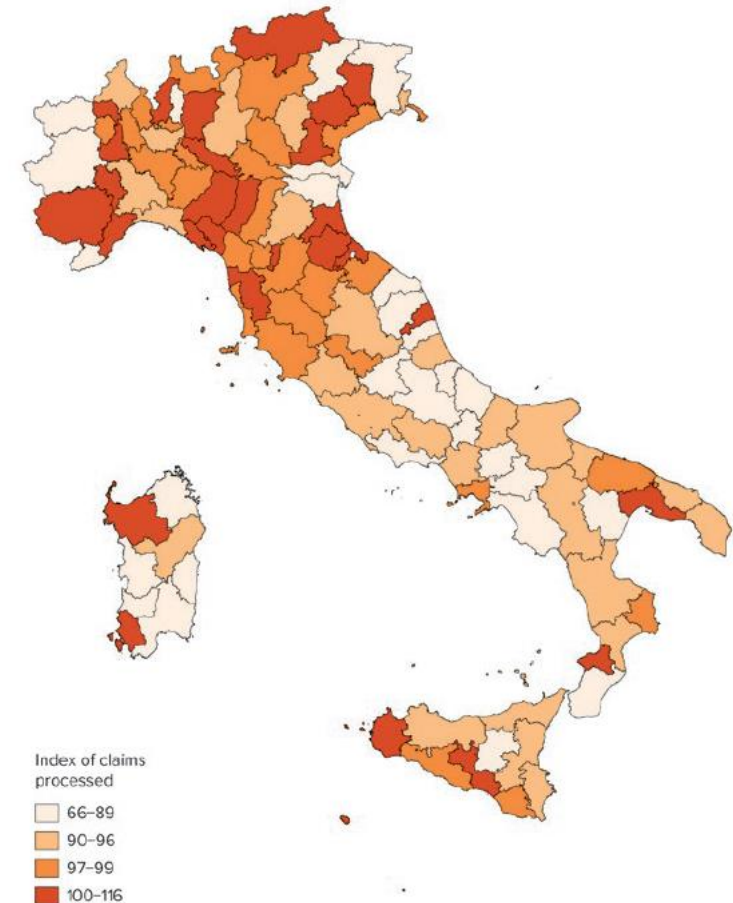 Index of claims
processed
66–89
90–96
97–99
100–116